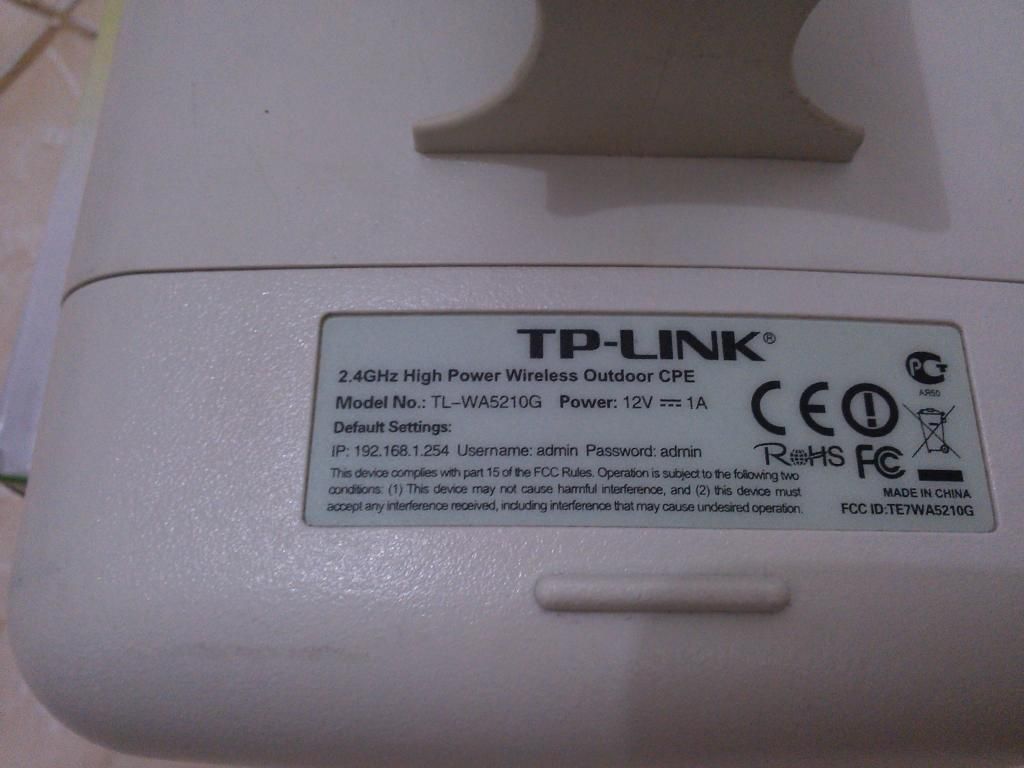 TP-LINK®
2.4GHz High Power Wireless Outdoor CPE
Model No.: TL-WA5210G Power: 12V ⎓ 1A
Default Settings:
IP: 192.168.1.254 Username: admin Password: admin
This device complies with part 15 of the FCC Rules. Operation is subject to the following two
conditions: (1) This device may not cause harmful interference, and (2) this device must
accept any interference received, including interference that may cause undesired operation.
PCT
CE
RoHS FC
MADE IN CHINA
FCC ID:TE7WA5210G